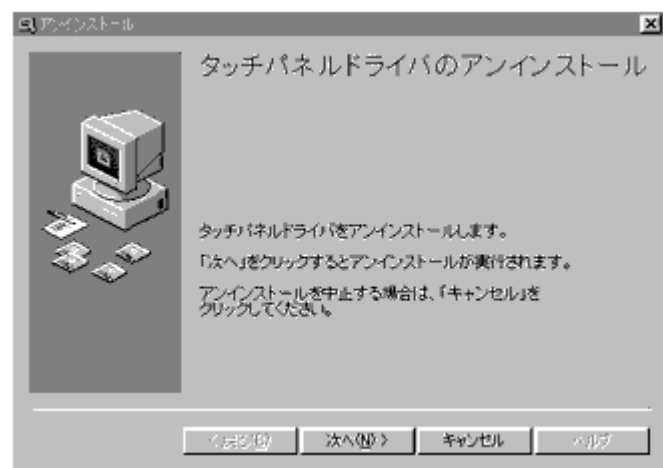 アンインストール
タッチパネルドライバのアンインストール
タッチパネルドライバをアンインストールします。
「次へ」をクリックするとアンインストールが実行されます。
アンインストールを中止する場合は、「キャンセル」を
クリックしてください。
< 戻る(B)
次へ(N) >
キャンセル
ヘルプ